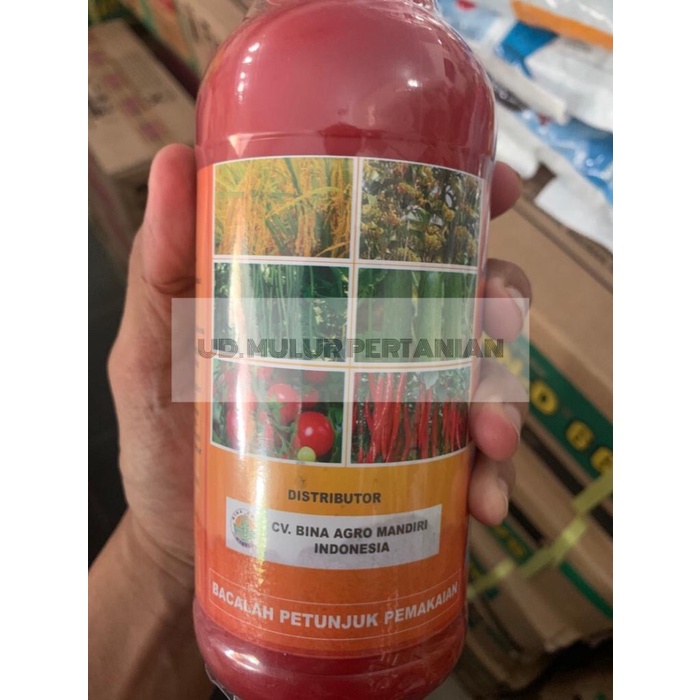 UD.MULUR PERTANIAN
DISTRIBUTOR
CV. BINA AGRO MANDIRI
INDONESIA
BACALAH PETUNJUK PEMAKAIAN